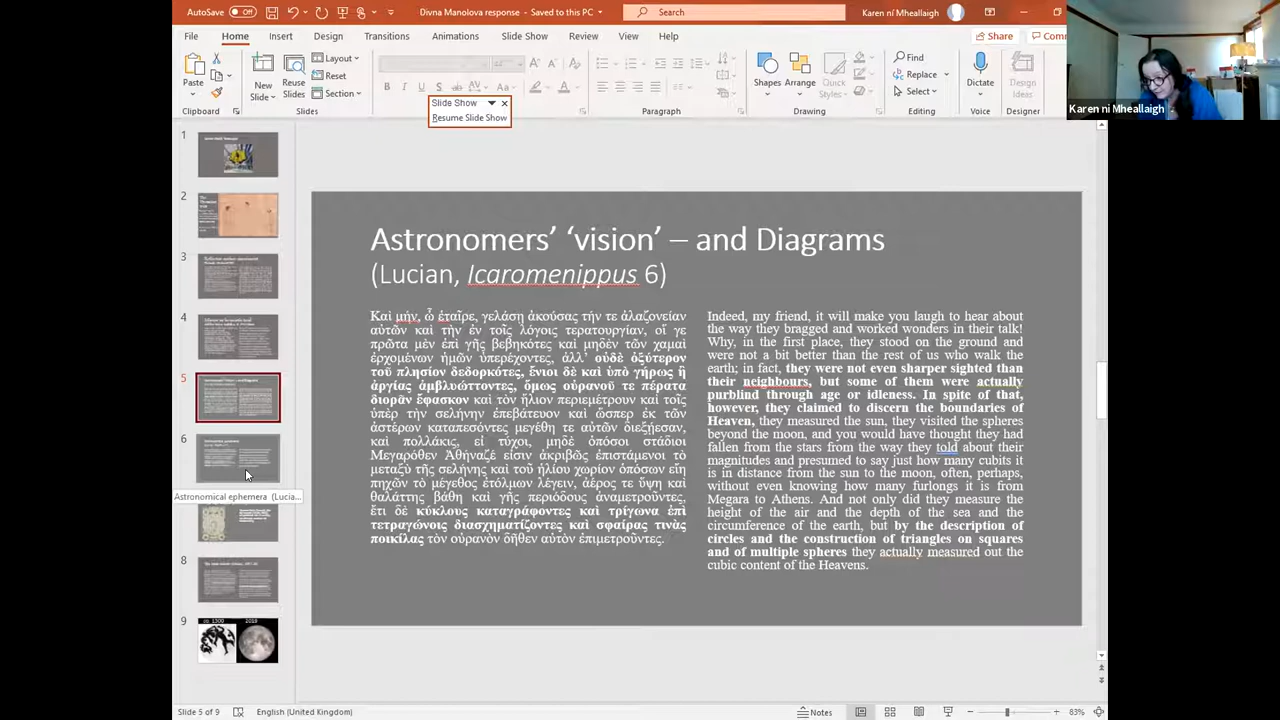 AutoSave Off
Divna Manolova response - Saved to this PC
Search
Karen ní Mheallaigh
File Home Insert Design Transitions Animations Slide Show Review View Help
Share
Paste
Clipboard
New Slide
Reuse Slides
Layout
Reset
Section
Slides
Slide Show
Resume Slide Show
Paragraph
Shapes
Arrange
Quick Styles
Drawing
Find
Replace
Select
Editing
Dictate
Voice
Design Ideas
Designer
Karen ni Mheallaigh
1
2
3
4
5
6
Astronomical ephemera (Lucia...
8
9
ca. 1300 2018
Astronomers’ ‘vision’ – and Diagrams
(Lucian, Icaromenippus 6)
Καὶ μήν, ὦ ἑταῖρε, γελάσῃ ἀκούσας τήν τε ἀλαζονείαν
αὐτῶν καὶ τὴν ἐν τοῖς λόγοις τερατουργίαν, οἵ γε
πρῶτα μὲν ἐπὶ γῆς βεβηκότες καὶ μηδὲν τῶν χαμαὶ
ἐρχομένων ἡμῶν ὑπερέχοντες, ἀλλ’ οὐδὲ ὀξύτερον
τοῦ πλησίον δεδορκότες, ἔνιοι δὲ καὶ ὑπὸ γήρως ἢ
ἀργίας ἀμβλυώττοντες, ὅμως οὐρανοῦ τε πέρατα
διορᾶν ἔφασκον καὶ τὸν ἥλιον περιεμέτρουν καὶ τοῖς
ὑπὲρ τὴν σελήνην ἐπεβάτευον καὶ ὥσπερ ἐκ τῶν
ἀστέρων καταπεσόντες μεγέθη τε αὐτῶν διεξῄεσαν,
καὶ πολλάκις, εἰ τύχοι, μηδὲ ὁπόσοι στάδιοι
Μεγαρόθεν Ἀθήναζέ εἰσιν ἀκριβῶς ἐπιστάμενοι τὸ
μεταξὺ τῆς σελήνης καὶ τοῦ ἡλίου χωρίον ὁπόσων εἴη
πηχῶν τὸ μέγεθος ἐτόλμων λέγειν, ἀέρος τε ὕψη καὶ
θαλάττης βάθη καὶ γῆς περιόδους ἀναμετροῦντες,
ἔτι δὲ κύκλους καταγράφοντες καὶ τρίγωνα ἐπὶ
τετραγώνοις διασχηματίζοντες καὶ σφαίρας τινὰς
ποικίλας τὸν οὐρανὸν δῆθεν αὐτὸν ἐπιμετροῦντες.
Indeed, my friend, it will make you laugh to hear about
the way they bragged and worked wonders in their talk!
Why, in the first place, they stood on the ground and
were not a bit better than the rest of us who walk the
earth; in fact, they were not even sharper sighted than
their neighbours, but some of them were actually
purblind through age or idleness. In spite of that,
however, they claimed to discern the boundaries of
Heaven, they measured the sun, they visited the spheres
beyond the moon, and you would have thought they had
fallen from the stars from the way they told about their
magnitudes and presumed to say just how many cubits it
is in distance from the sun to the moon, often, perhaps,
without even knowing how many furlongs it is from
Megara to Athens. And not only did they measure the
height of the air and the depth of the sea and the
circumference of the earth, but by the description of
circles and the construction of triangles on squares
and of multiple spheres they actually measured out the
cubic content of the Heavens.
Slide 5 of 9 English (United Kingdom) Notes 83%